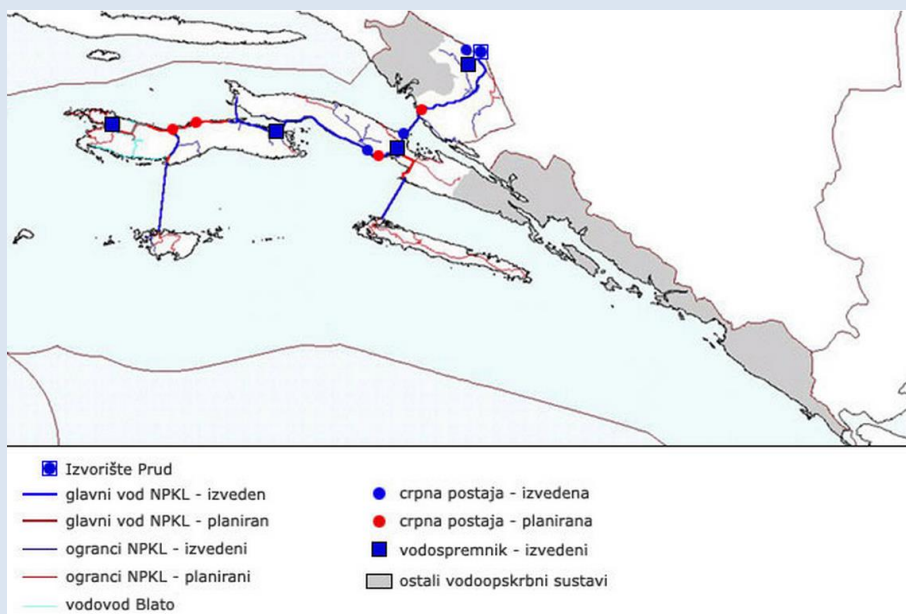 Izvorište Prud
glavni vod NPKL - izveden
glavni vod NPKL - planiran
ogranci NPKL - izvedeni
ogranci NPKL - planirani
vodovod Blato
crpna postaja - izvedena
crpna postaja - planirana
vodospremnik - izvedeni
ostali vodoopskrbni sustavi